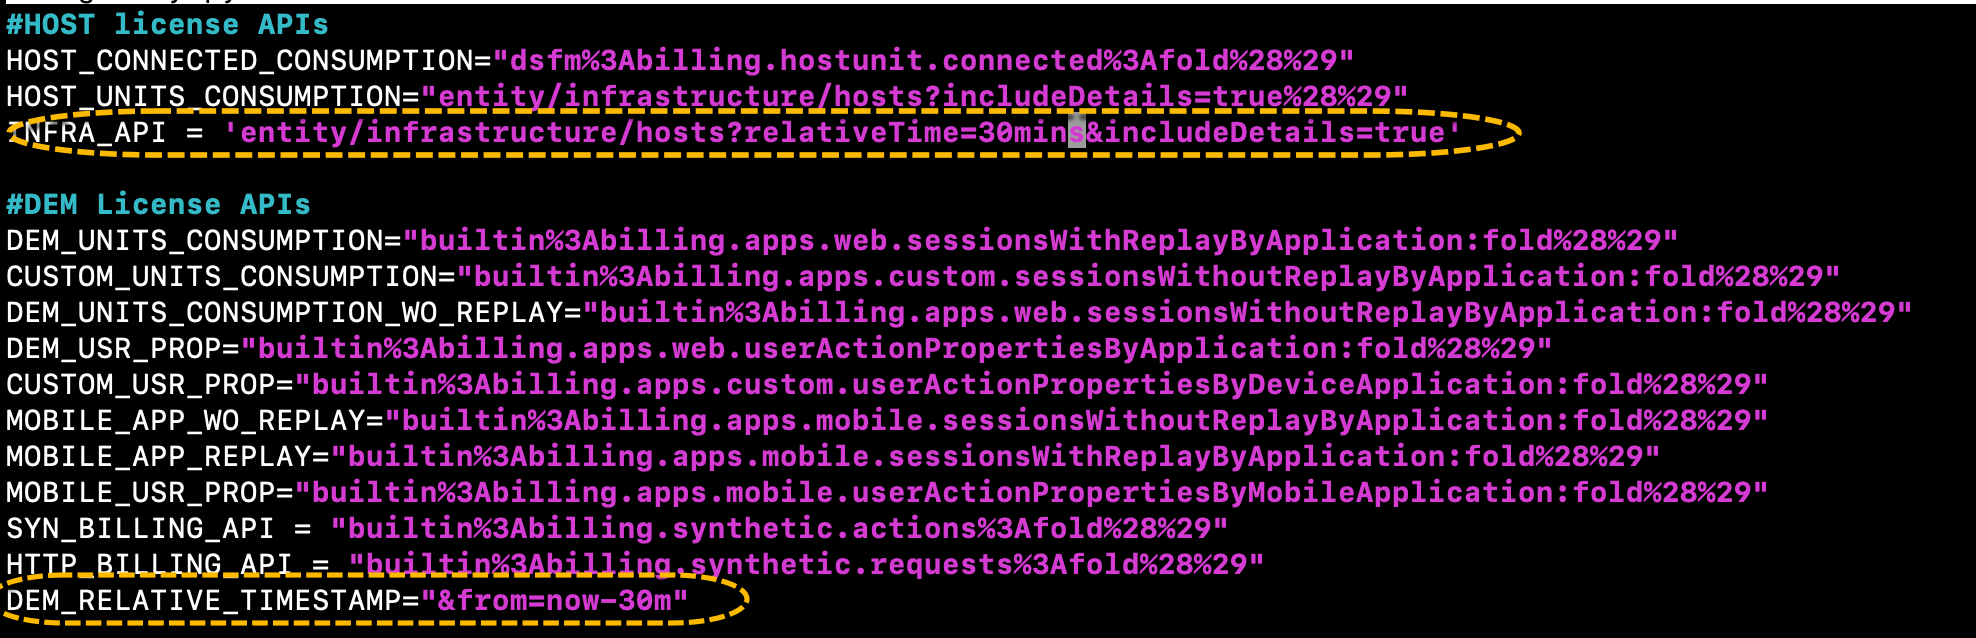 #HOST license APIs
HOST_CONNECTED_CONSUMPTION="dsfm%3Abilling.hostunit.connected%3Afold%28%29"
HOST_UNITS_CONSUMPTION="entity/infrastructure/hosts?includeDetails=true%28%29"
INFRA_API = 'entity/infrastructure/hosts?relativeTime=30mins&includeDetails=true'
#DEM License APIs
DEM_UNITS_CONSUMPTION="builtin%3Abilling.apps.web.sessionsWithReplayByApplication:fold%28%29"
CUSTOM_UNITS_CONSUMPTION="builtin%3Abilling.apps.custom.sessionsWithoutReplayByApplication:fold%28%29"
DEM_UNITS_CONSUMPTION_WO_REPLAY="builtin%3Abilling.apps.web.sessionsWithoutReplayByApplication:fold%28%29"
DEM_USR_PROP="builtin%3Abilling.apps.web.userActionPropertiesByApplication:fold%28%29"
CUSTOM_USR_PROP="builtin%3Abilling.apps.custom.userActionPropertiesByDeviceApplication:fold%28%29"
MOBILE_APP_WO_REPLAY="builtin%3Abilling.apps.mobile.sessionsWithoutReplayByApplication:fold%28%29"
MOBILE_APP_REPLAY="builtin%3Abilling.apps.mobile.sessionsWithReplayByApplication:fold%28%29"
MOBILE_USR_PROP="builtin%3Abilling.apps.mobile.userActionPropertiesByMobileApplication:fold%28%29"
SYN_BILLING_API = "builtin%3Abilling.synthetic.actions%3Afold%28%29"
HTTP_BILLING_API = "builtin%3Abilling.synthetic.requests%3Afold%28%29"
DEM_RELATIVE_TIMESTAMP="&from=now-30m"